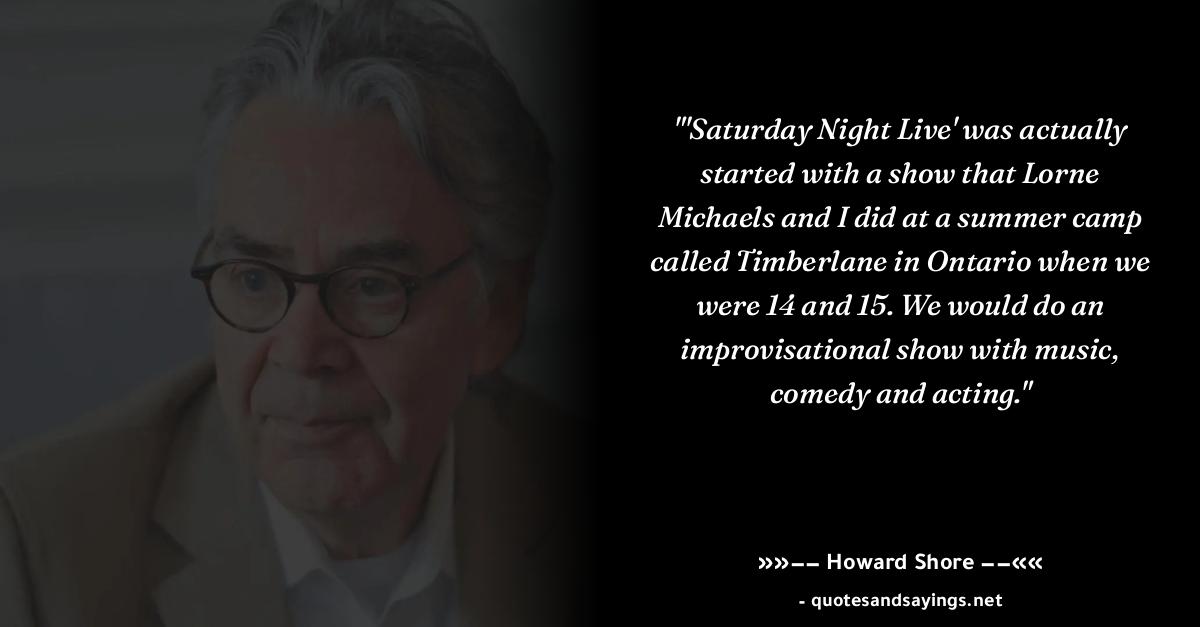 "'Saturday Night Live' was actually
started with a show that Lorne
Michaels and I did at a summer camp
called Timberlane in Ontario when we
were 14 and 15. We would do an
improvisational show with music,
comedy and acting."
»»-- Howard Shore --««
- quotesandsayings.net